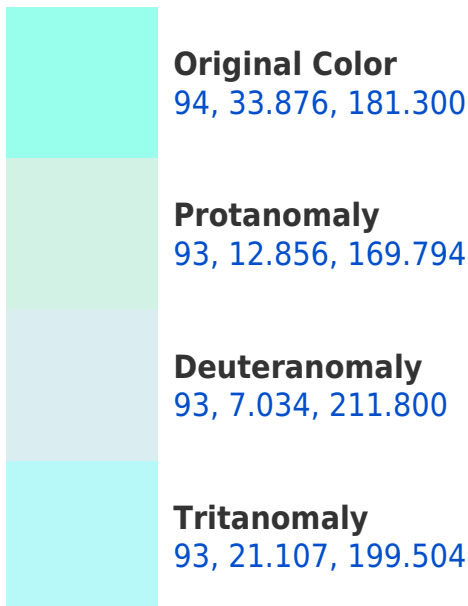 Original Color
94, 33.876, 181.300
Protanomaly
93, 12.856, 169.794
Deuteranomaly
93, 7.034, 211.800
Tritanomaly
93, 21.107, 199.504